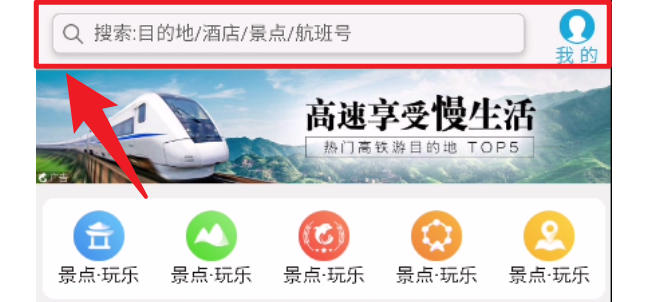 搜索:目的地/酒店/景点/航班号
我的
高速享受慢生活
热门高铁游目的地 TOP5
广告
景点·玩乐 景点·玩乐 景点·玩乐 景点·玩乐 景点·玩乐